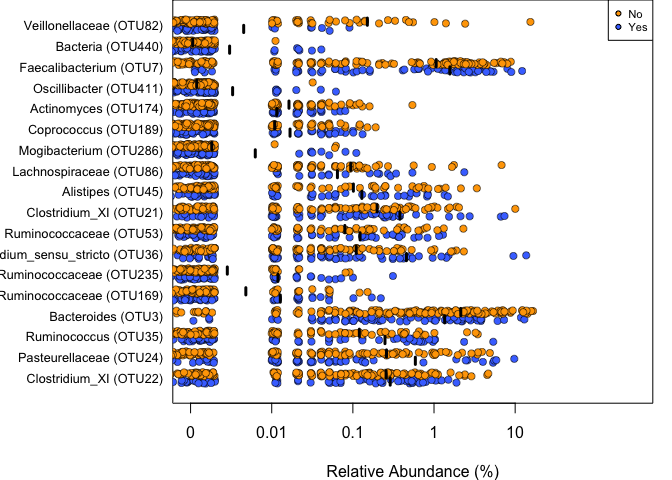 No
Yes
Veillonellaceae (OTU82)
Bacteria (OTU440)
Faecalibacterium (OTU7)
Oscillibacter (OTU411)
Actinomyces (OTU174)
Coprococcus (OTU189)
Mogibacterium (OTU286)
Lachnospiraceae (OTU86)
Alistipes (OTU45)
Clostridium_XI (OTU21)
Ruminococcaceae (OTU53)
dium_sensu_stricto (OTU36)
Ruminococcaceae (OTU235)
Ruminococcaceae (OTU169)
Bacteroides (OTU3)
Ruminococcus (OTU35)
Pasteurellaceae (OTU24)
Clostridium_XI (OTU22)
0 0.01 0.1 1 10
Relative Abundance (%)